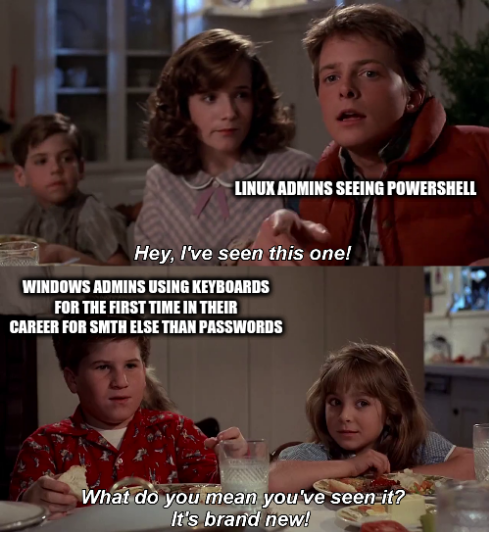 LINUX ADMINS SEEING POWERSHELL
Hey, I've seen this one!
WINDOWS ADMINS USING KEYBOARDS
FOR THE FIRST TIME IN THEIR
CAREER FOR SMTH ELSE THAN PASSWORDS
What do you mean you've seen it?
It's brand new!